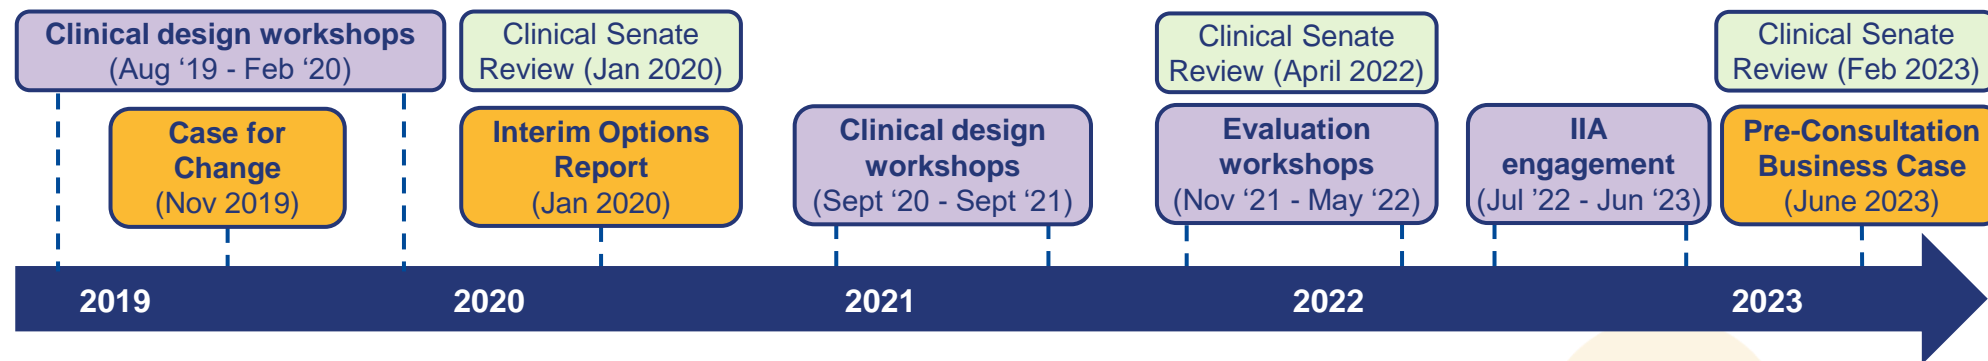 Clinical design workshops
(Aug ‘19 - Feb ‘20)
Case for
Change
(Nov 2019)
Clinical Senate
Review (Jan 2020)
Interim Options
Report
(Jan 2020)
Clinical design
workshops
(Sept ‘20 - Sept ‘21)
Clinical Senate
Review (April 2022)
Evaluation
workshops
(Nov ‘21 - May ‘22)
IIA
engagement
(Jul ‘22 - Jun ‘23)
Clinical Senate
Review (Feb 2023)
Pre-Consultation
Business Case
(June 2023)
2019
2020
2021
2022
2023